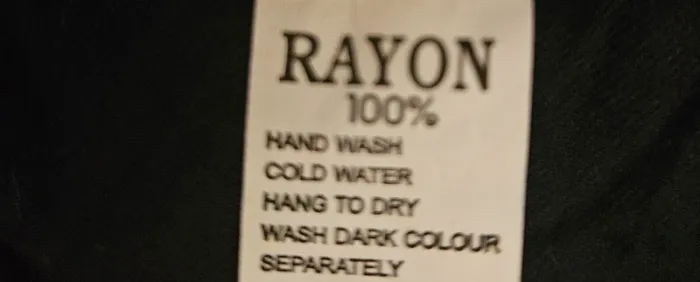 RAYON
100%
HAND WASH
COLD WATER
HANG TO DRY
WASH DARK COLOUR
SEPARATELY